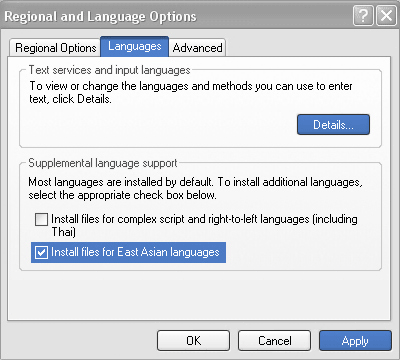 Regional and Language Options
Regional Options Languages Advanced
Text services and input languages
To view or change the languages and methods you can use to enter
text, click Details.
Details...
Supplemental language support
Most languages are installed by default. To install additional languages,
select the appropriate check box below.
Install files for complex script and right-to-left languages (including
Thai)
Install files for East Asian languages
OK Cancel Apply